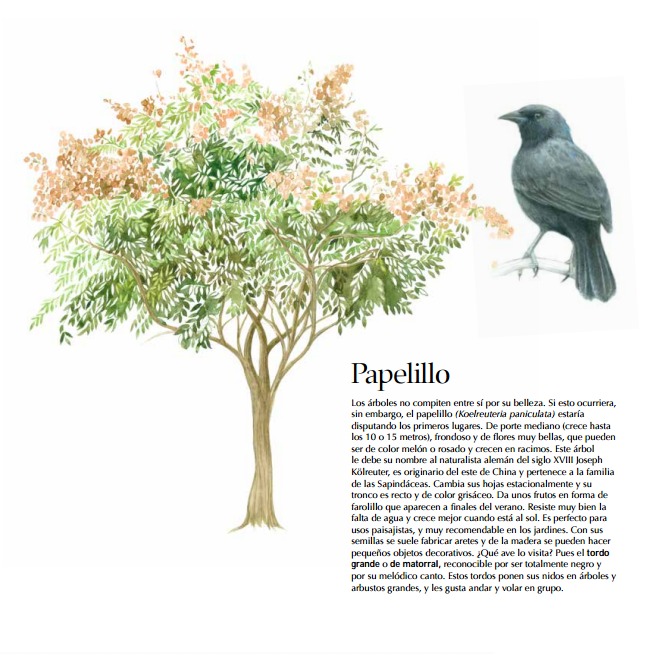 Papelillo
Los árboles no compiten entre sí por su belleza. Si esto ocurriera,
sin embargo, el papelillo (Koelreuteria paniculata) estaría
disputando los primeros lugares. De porte mediano (crece hasta
los 10 o 15 metros), frondoso y de flores muy bellas, que pueden
ser de color melón o rosado y crecen en racimos. Este árbol
le debe su nombre al naturalista alemán del siglo XVIII Joseph
Kölreuter, es originario del este de China y pertenece a la familia
de las Sapindáceas. Cambia sus hojas estacionalmente y su
tronco es recto y de color grisáceo. Da unos frutos en forma de
farolillo que aparecen a finales del verano. Resiste muy bien la
falta de agua y crece mejor cuando está al sol. Es perfecto para
usos paisajistas, y muy recomendable en los jardines. Con sus
semillas se suele fabricar aretes y de la madera se pueden hacer
pequeños objetos decorativos. ¿Qué ave lo visita? Pues el tordo
grande o de matorral, reconocible por ser totalmente negro y
por su melódico canto. Estos tordos ponen sus nidos en árboles y
arbustos grandes, y les gusta andar y volar en grupo.